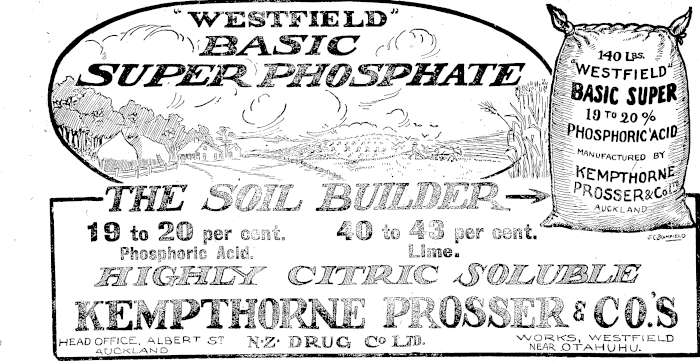 "WESTFIELD"
BASIC
SUPER PHOSPHATE
140 LBS.
"WESTFIELD"
BASIC SUPER
19 TO 20%
PHOSPHORIC ACID
MANUFACTURED BY
KEMPTHORNE
PROSSER & Co LTD
AUCKLAND
THE SOIL BUILDER
19 to 20 per cent.
Phosphoric Acid.
40 to 43 per cent.
Lime.
HIGHLY CITRIC SOLUBLE
KEMPTHORNE PROSSER & CO.'S
N·Z· DRUG Co LTD.
HEAD OFFICE, ALBERT ST
AUCKLAND
WORKS, WESTFIELD
NEAR OTAHUHU.